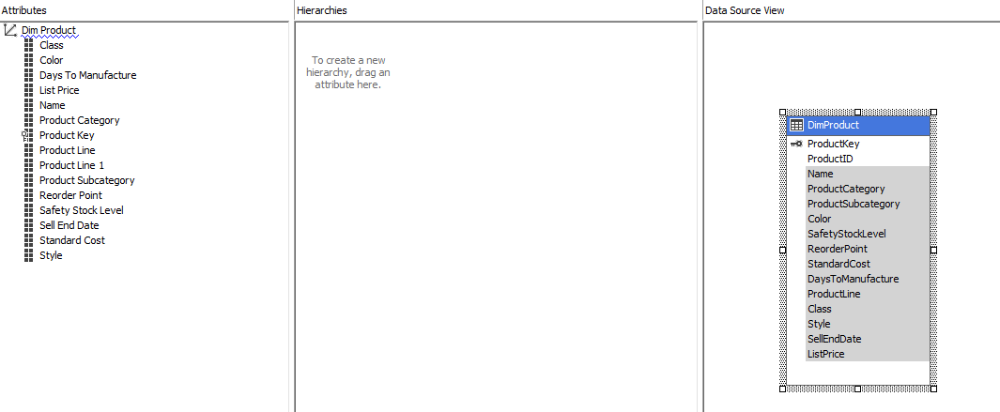 Attributes
Dim Product
Class
Color
Days To Manufacture
List Price
Name
Product Category
Product Key
Product Line
Product Line 1
Product Subcategory
Reorder Point
Safety Stock Level
Sell End Date
Standard Cost
Style
Hierarchies
To create a new
hierarchy, drag an
attribute here.
Data Source View
DimProduct
ProductKey
ProductID
Name
ProductCategory
ProductSubcategory
Color
SafetyStockLevel
ReorderPoint
StandardCost
DaysToManufacture
ProductLine
Class
Style
SellEndDate
ListPrice